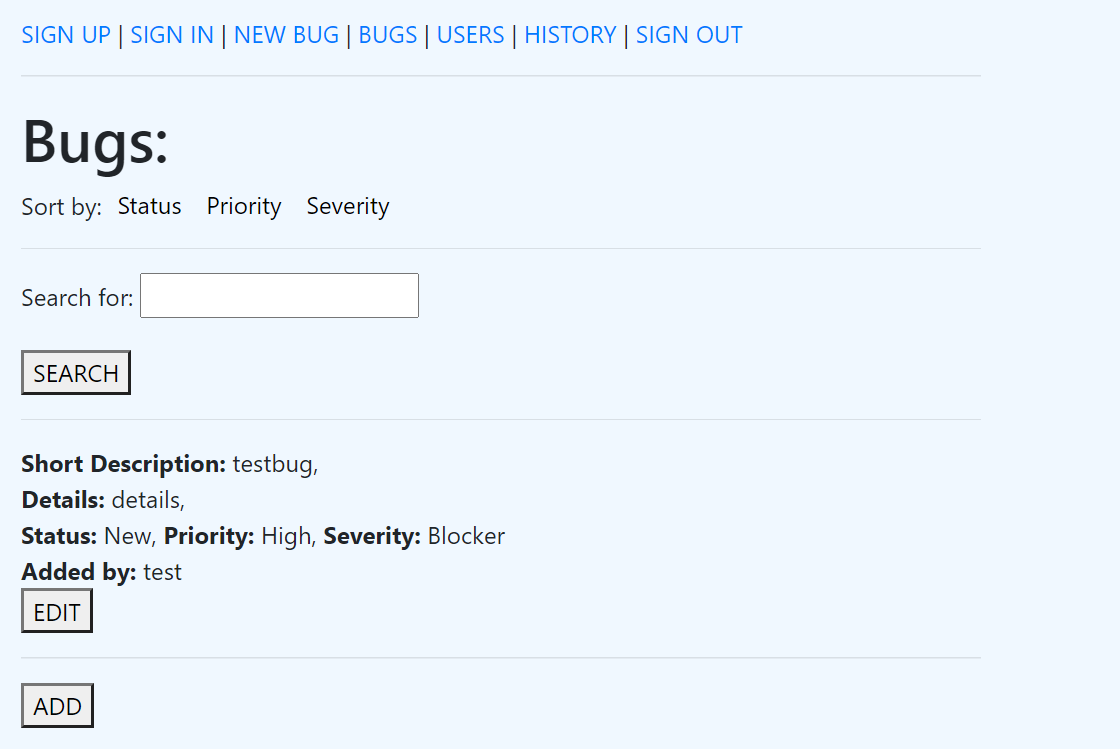 SIGN UP | SIGN IN | NEW BUG | BUGS | USERS | HISTORY | SIGN OUT
Bugs:
Sort by: Status Priority Severity
Search for:
SEARCH
Short Description: testbug,
Details: details,
Status: New, Priority: High, Severity: Blocker
Added by: test
EDIT
ADD